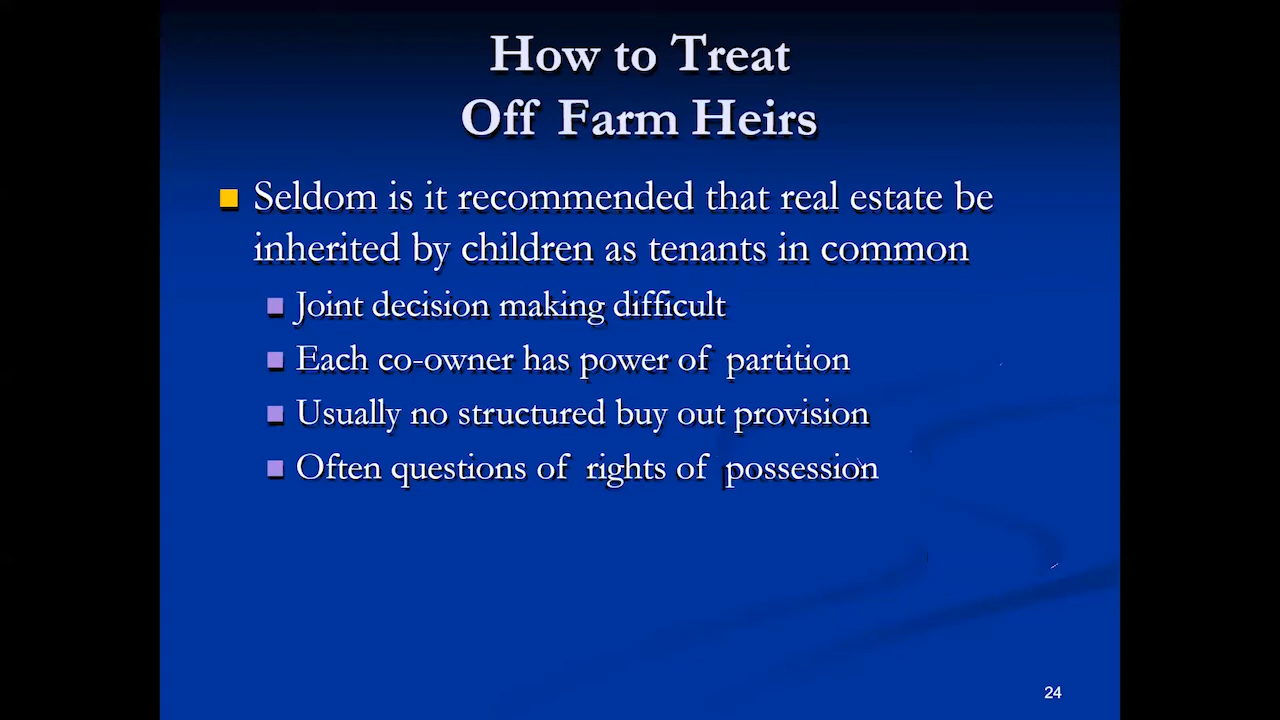 How to Treat
Off Farm Heirs
Seldom is it recommended that real estate be
inherited by children as tenants in common
Joint decision making difficult
Each co-owner has power of partition
Usually no structured buy out provision
Often questions of rights of possession
24